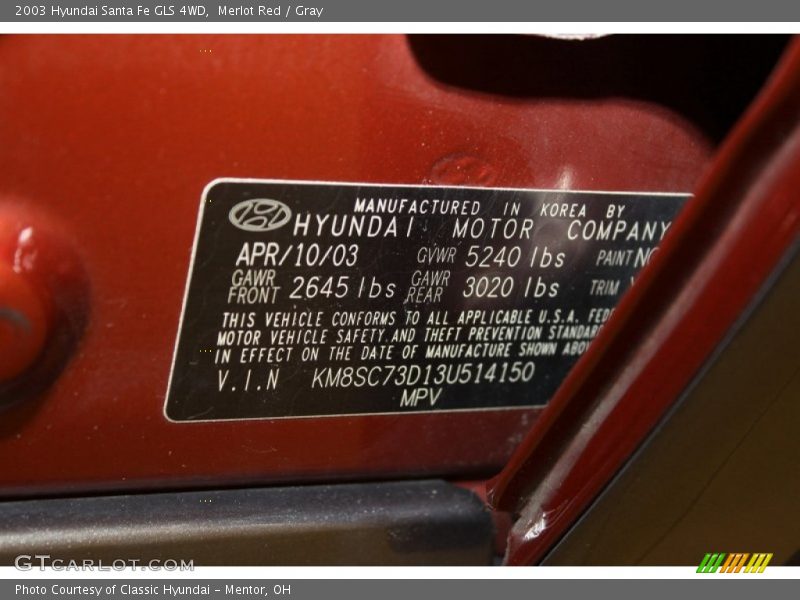 2003 Hyundai Santa Fe GLS 4WD, Merlot Red / Gray
MANUFACTURED IN KOREA BY
HYUNDAI MOTOR COMPANY
APR/10/03 GVWR 5240 lbs PAINT
GAWR FRONT 2645 lbs GAWR REAR 3020 lbs TRIM
THIS VEHICLE CONFORMS TO ALL APPLICABLE U.S.A.
MOTOR VEHICLE SAFETY AND THEFT PREVENTION
IN EFFECT ON THE DATE OF MANUFACTURE SHOWN
V.I.N KM8SC73D13U514150
MPV
GTCARLOT.COM
Photo Courtesy of Classic Hyundai - Mentor, OH